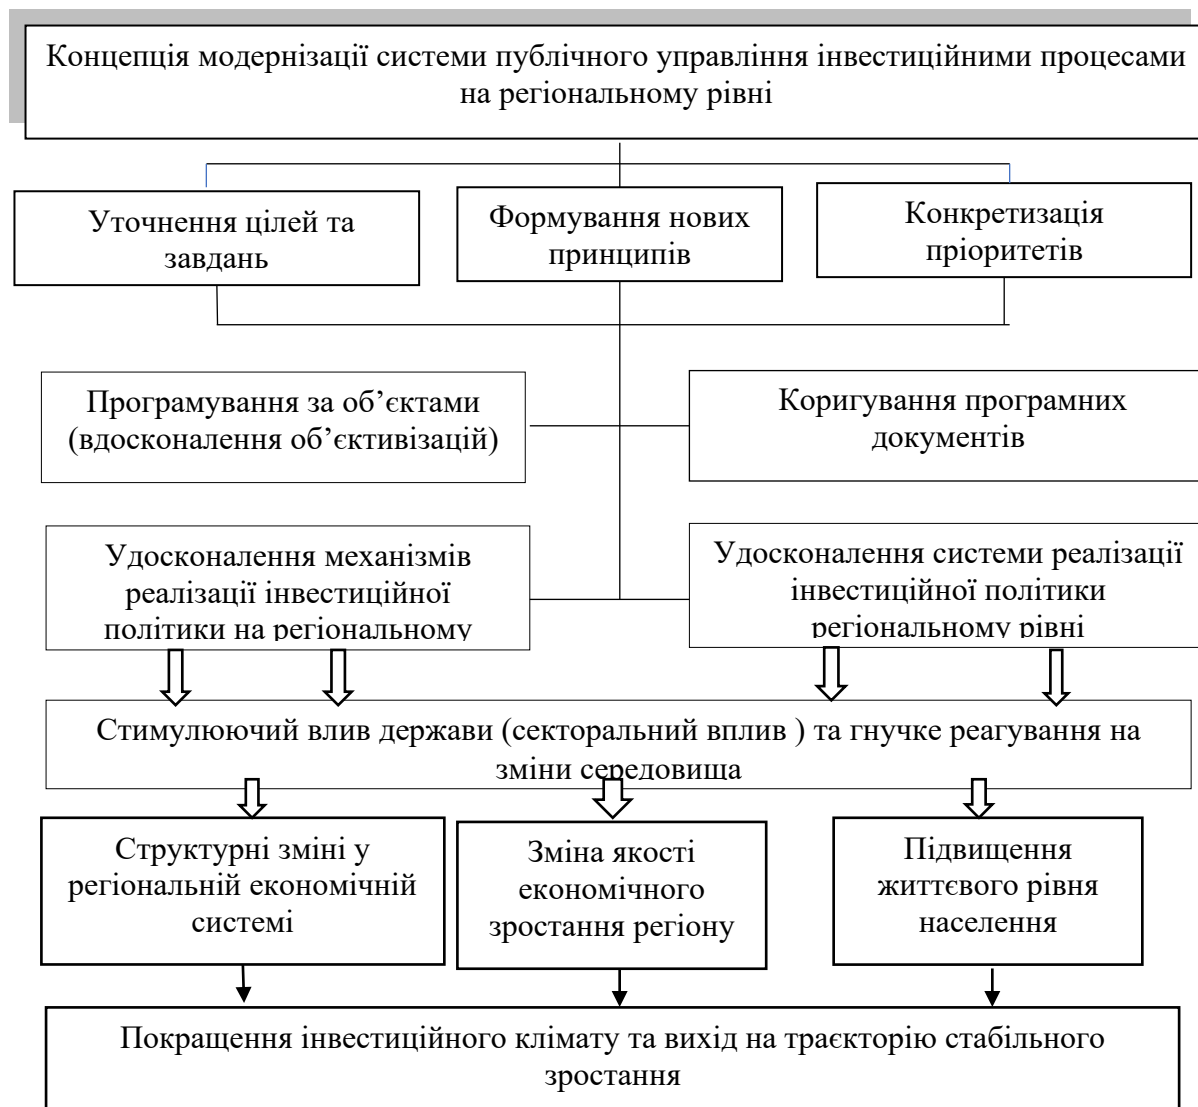 Концепція модернізації системи публічного управління інвестиційними процесами
на регіональному рівні
Уточнення цілей та
завдань
Формування нових
принципів
Конкретизація
пріоритетів
Програмування за об’єктами
(вдосконалення об’єктивізацій)
Коригування програмних
документів
Удосконалення механізмів
реалізації інвестиційної
політики на регіональному
Удосконалення системи реалізації
інвестиційної політики
регіональному рівні
Стимулюючий влив держави (секторальний вплив ) та гнучке реагування на
зміни середовища
Структурні зміні у
регіональній економічній
системі
Зміна якості
економічного
зростання регіону
Підвищення
життєвого рівня
населення
Покращення інвестиційного клімату та вихід на траєкторію стабільного
зростання